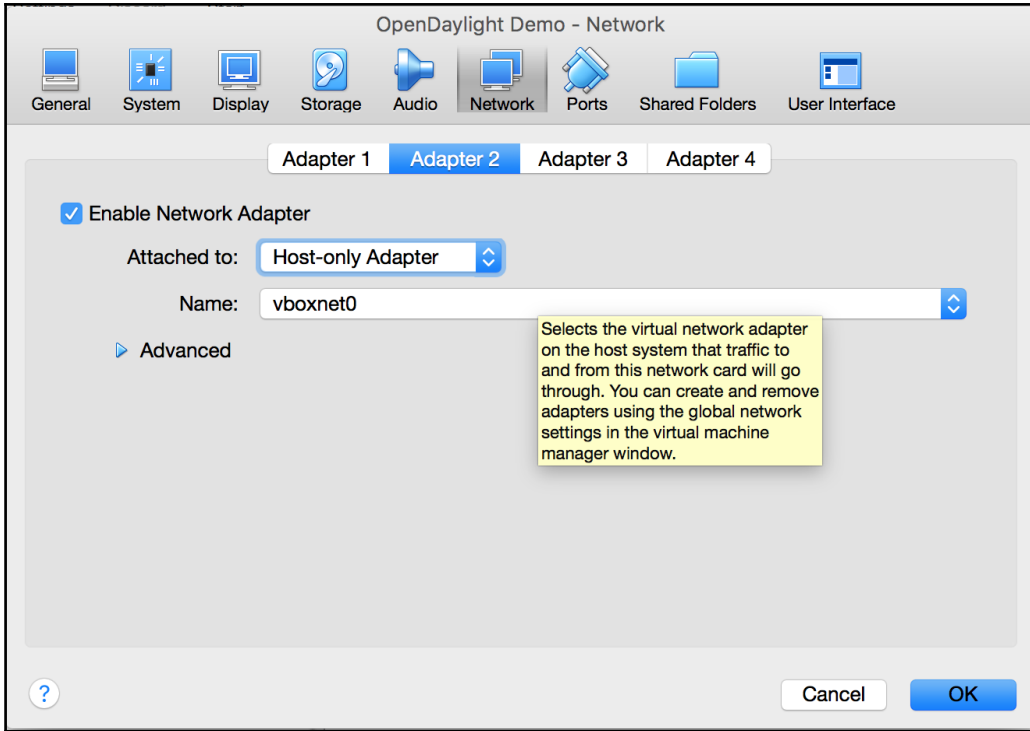 OpenDaylight Demo - Network
General System Display Storage Audio Network Ports Shared Folders User Interface
Adapter 1 Adapter 2 Adapter 3 Adapter 4
Enable Network Adapter
Attached to: Host-only Adapter
Name: vboxnet0
Advanced
Selects the virtual network adapter
on the host system that traffic to
and from this network card will go
through. You can create and remove
adapters using the global network
settings in the virtual machine
manager window.
? Cancel OK